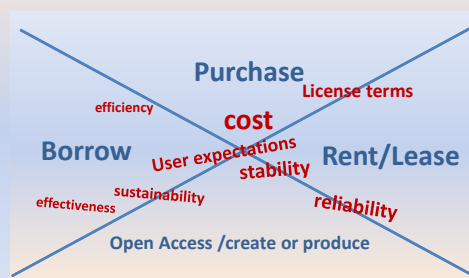 Purchase
License terms
efficiency
cost
Borrow
User expectations
Rent/Lease
stability
sustainability
effectiveness
reliability
Open Access /create or produce